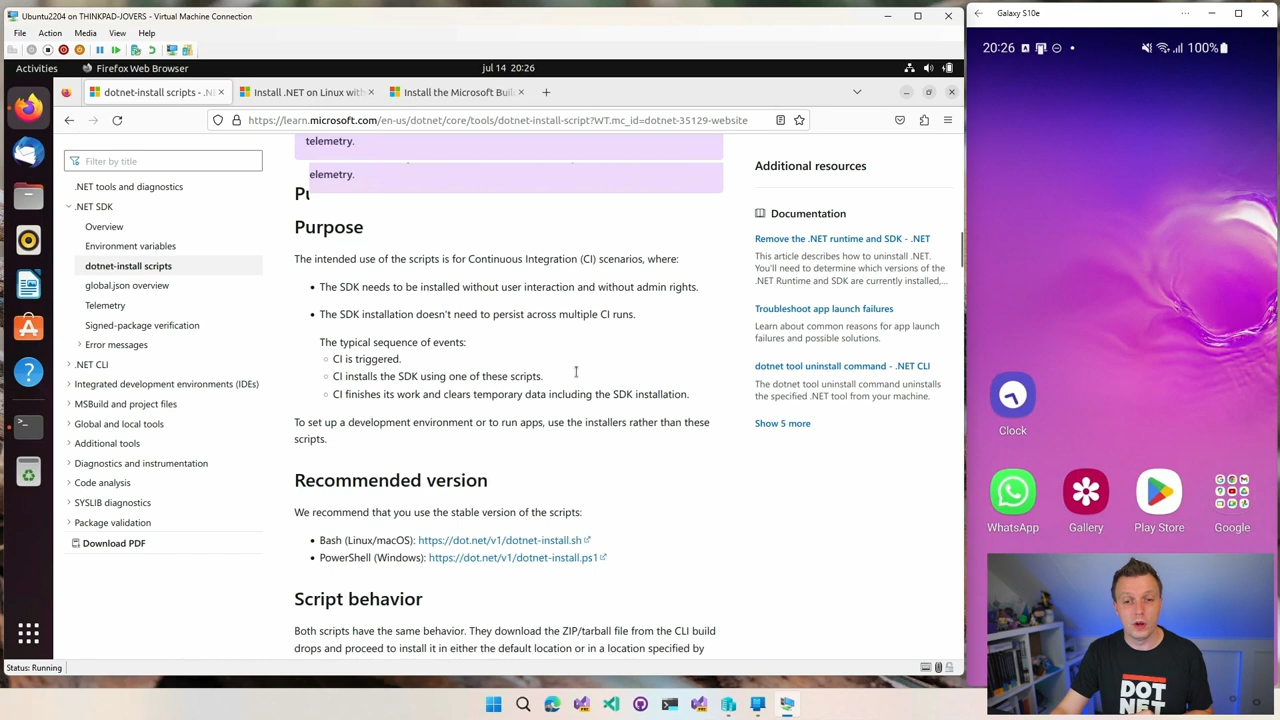 Ubuntu2204 on THINKPAD-JOVERS - Virtual Machine Connection
File Action Media View Help
Activities
Firefox Web Browser
jul 14 20:26
dotnet-install scripts - .NE
Install .NET on Linux with
Install the Microsoft Buil
https://learn.microsoft.com/en-us/dotnet/core/tools/dotnet-install-script?WT.mc_id=dotnet-35129-website
Filter by title
.NET tools and diagnostics
.NET SDK
Overview
Environment variables
dotnet-install scripts
global.json overview
Telemetry
Signed-package verification
Error messages
.NET CLI
Integrated development environments (IDEs)
MSBuild and project files
Global and local tools
Additional tools
Diagnostics and instrumentation
Code analysis
SYSLIB diagnostics
Package validation
Download PDF
telemetry.
elemetry.
Pu
Purpose
The intended use of the scripts is for Continuous Integration (CI) scenarios, where:
• The SDK needs to be installed without user interaction and without admin rights.
• The SDK installation doesn't need to persist across multiple CI runs.
The typical sequence of events:
○ CI is triggered.
○ CI installs the SDK using one of these scripts.
○ CI finishes its work and clears temporary data including the SDK installation.
To set up a development environment or to run apps, use the installers rather than these
scripts.
Recommended version
We recommend that you use the stable version of the scripts:
• Bash (Linux/macOS): https://dot.net/v1/dotnet-install.sh
• PowerShell (Windows): https://dot.net/v1/dotnet-install.ps1
Script behavior
Both scripts have the same behavior. They download the ZIP/tarball file from the CLI build
drops and proceed to install it in either the default location or in a location specified by
Additional resources
Documentation
Remove the .NET runtime and SDK - .NET
This article describes how to uninstall .NET.
You'll need to determine which versions of the
.NET Runtime and SDK are currently installed,...
Troubleshoot app launch failures
Learn about common reasons for app launch
failures and possible solutions.
dotnet tool uninstall command - .NET CLI
The dotnet tool uninstall command uninstalls
the specified .NET tool from your machine.
Show 5 more
Status: Running
Galaxy S10e
20:26
100%
Clock
WhatsApp
Gallery
Play Store
Google
DOT
NET